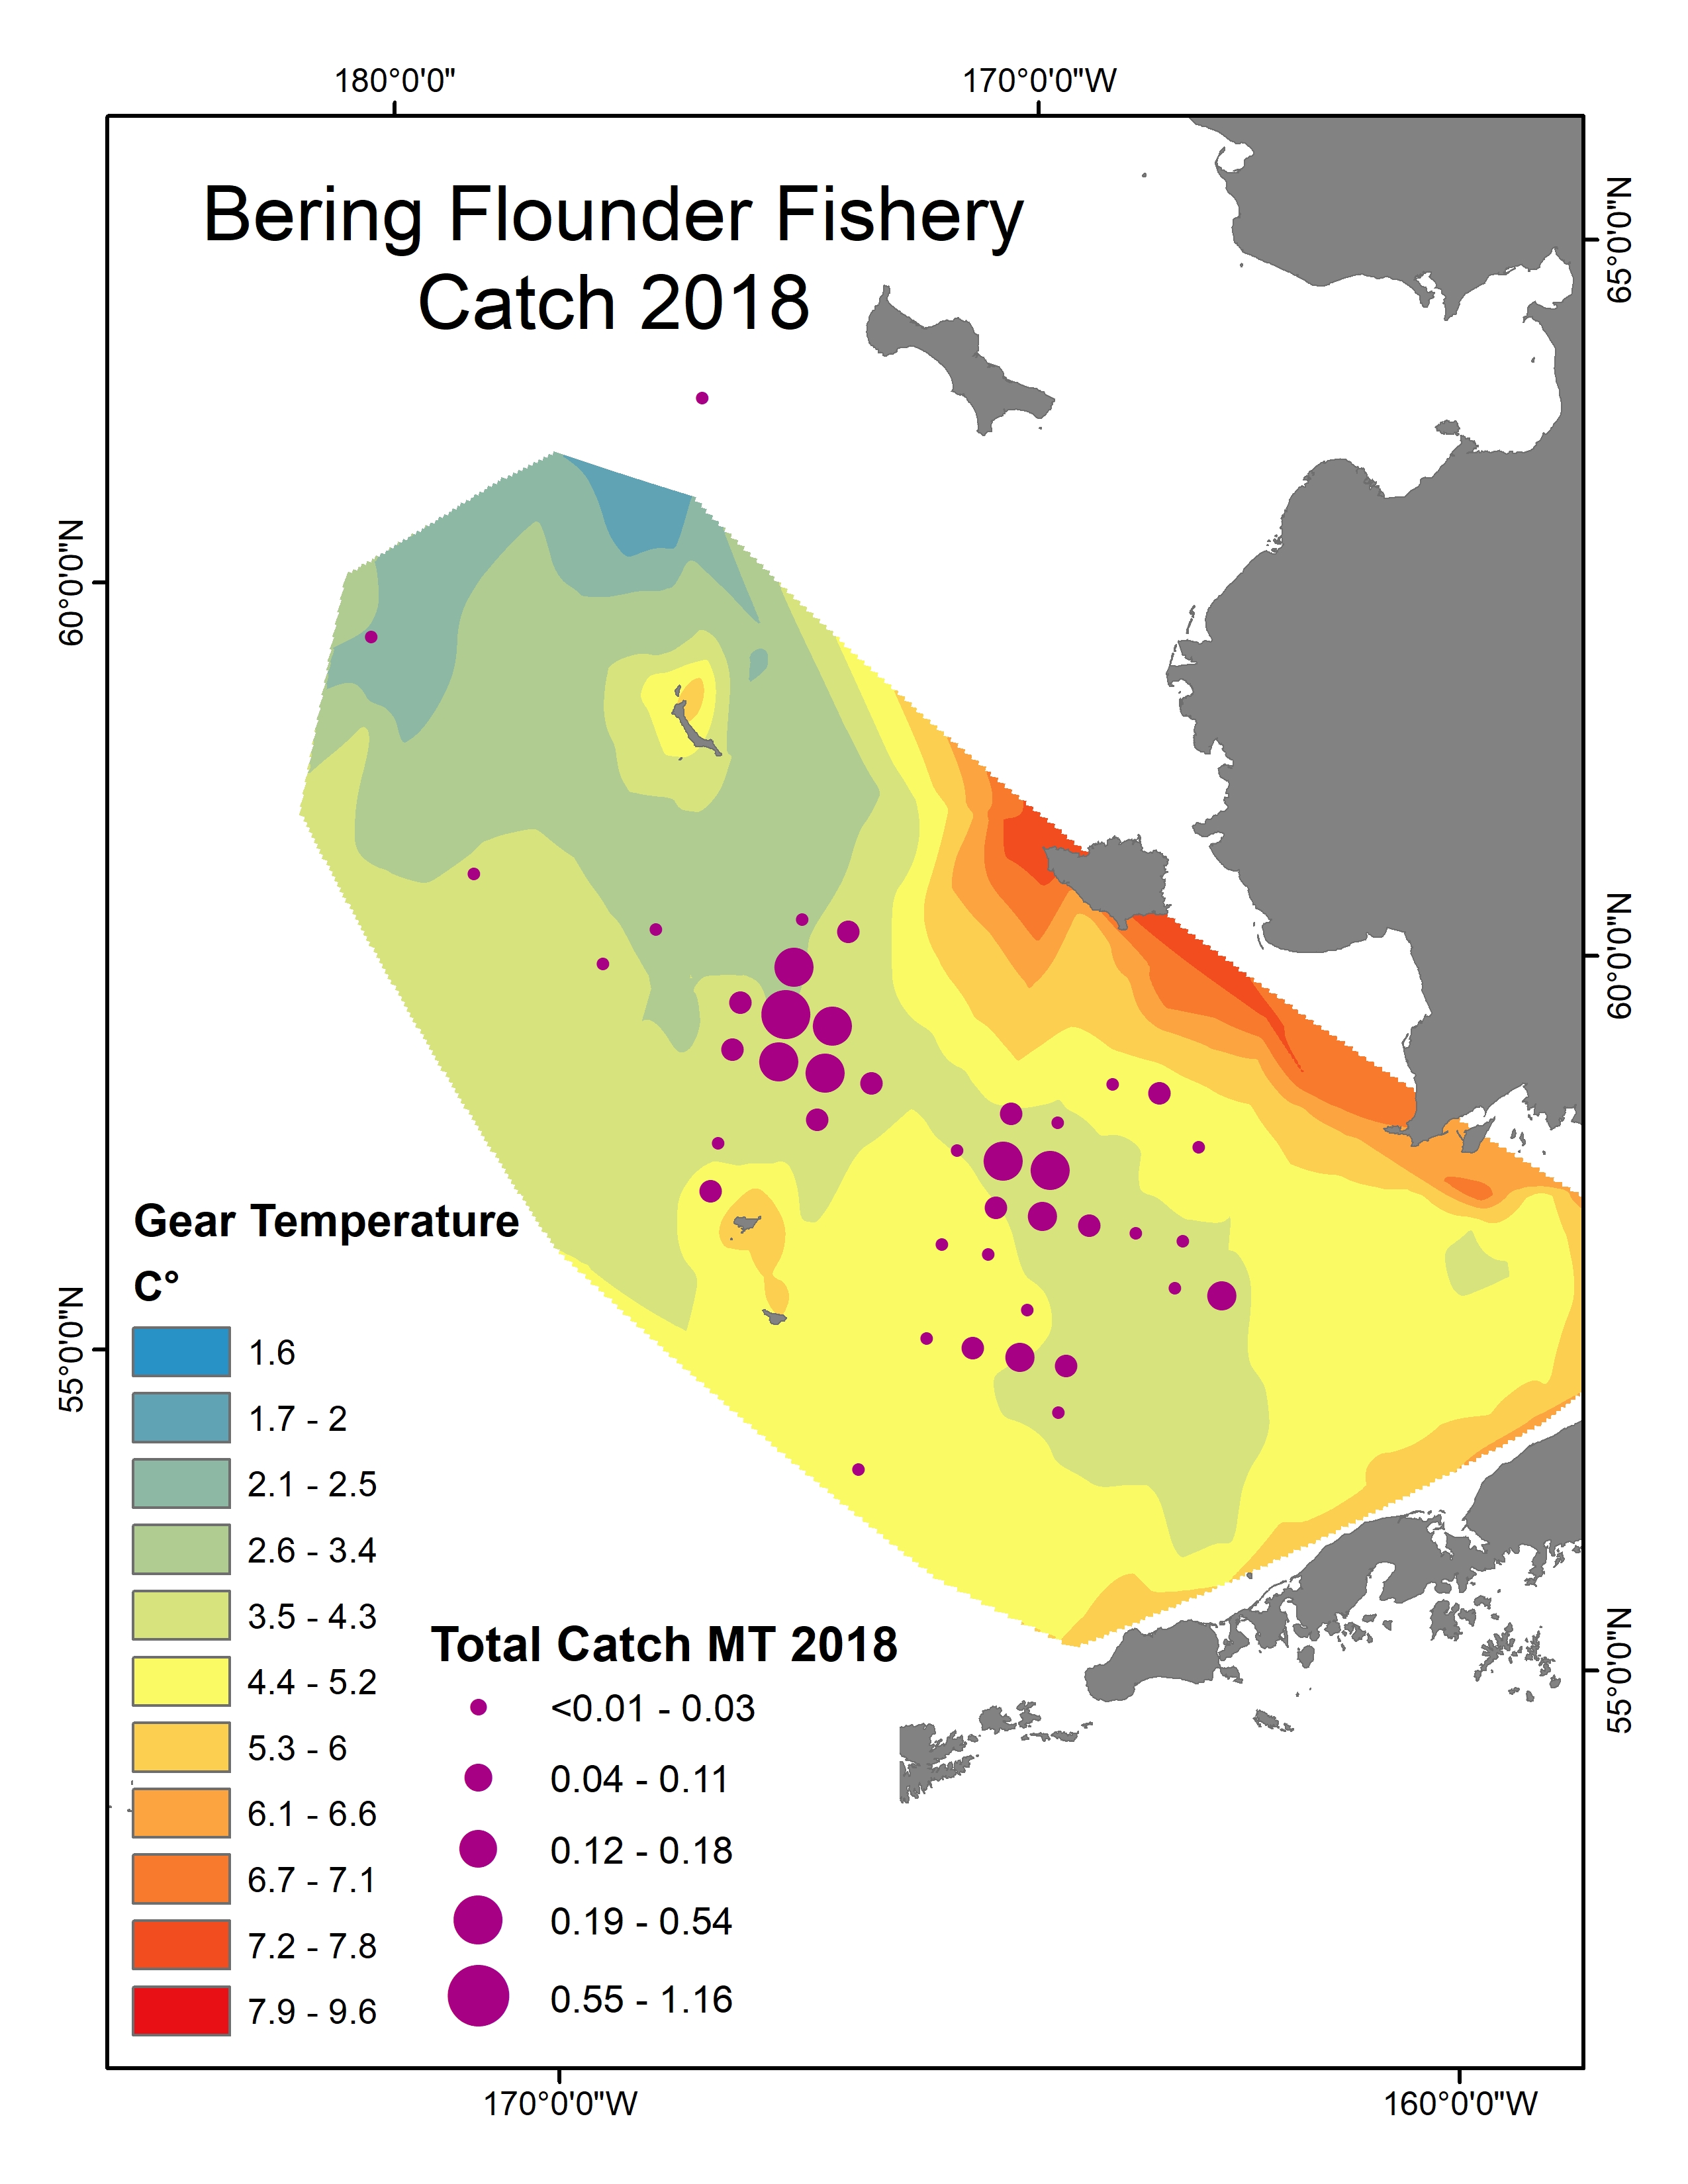 180°0'0"
170°0'0"W
Bering Flounder Fishery
Catch 2018
65°0'0"N
60°0'0"N
60°0'0"N
55°0'0"N
55°0'0"N
Gear Temperature
C°
1.6
1.7 - 2
2.1 - 2.5
2.6 - 3.4
3.5 - 4.3
4.4 - 5.2
5.3 - 6
6.1 - 6.6
6.7 - 7.1
7.2 - 7.8
7.9 - 9.6
Total Catch MT 2018
<0.01 - 0.03
0.04 - 0.11
0.12 - 0.18
0.19 - 0.54
0.55 - 1.16
170°0'0"W
160°0'0"W